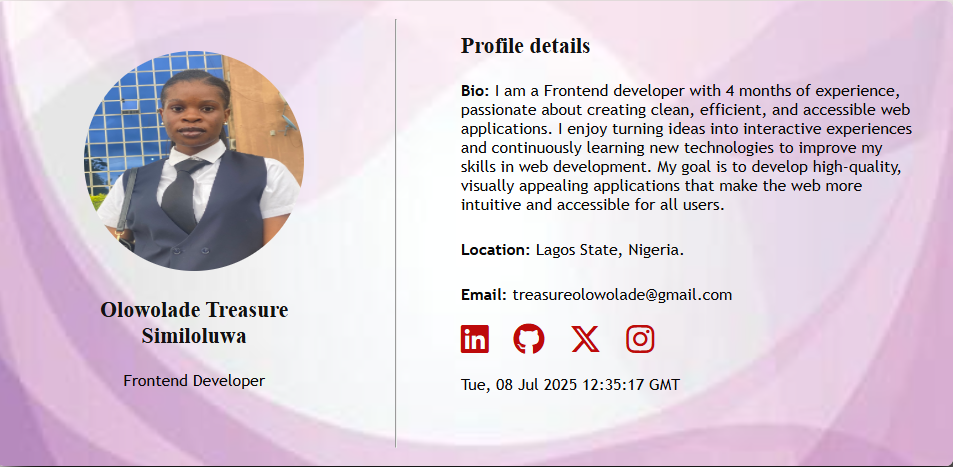 Olowolade Treasure
Similoluwa
Frontend Developer
Profile details
Bio: I am a Frontend developer with 4 months of experience,
passionate about creating clean, efficient, and accessible web
applications. I enjoy turning ideas into interactive experiences
and continuously learning new technologies to improve my
skills in web development. My goal is to develop high-quality,
visually appealing applications that make the web more
intuitive and accessible for all users.
Location: Lagos State, Nigeria.
Email: treasureolowolade@gmail.com
Tue, 08 Jul 2025 12:35:17 GMT